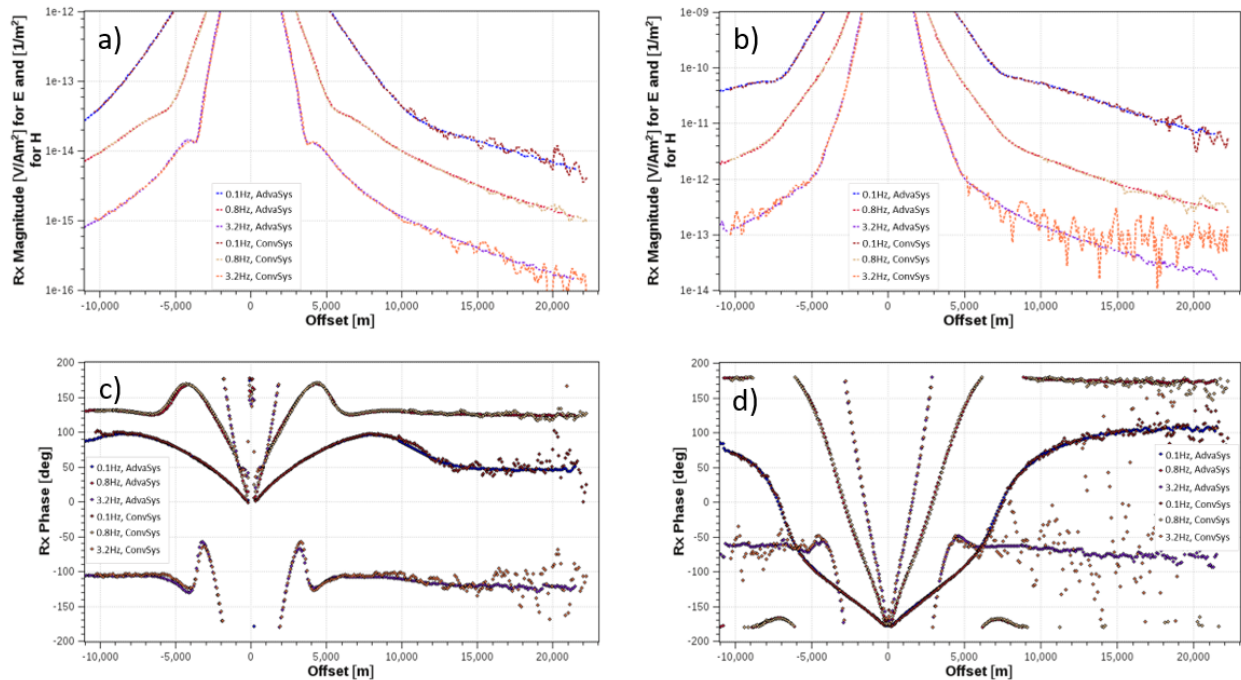 a)
Rx Magnitude [V/Am²] for E and [1/m²]
for H
1e-12
1e-13
1e-14
1e-15
1e-16
0.1Hz, AdvaSys
0.8Hz, AdvaSys
3.2Hz, AdvaSys
0.1Hz, ConvSys
0.8Hz, ConvSys
3.2Hz, ConvSys
-10,000 -5,000 0 5,000 10,000 15,000 20,000
Offset [m]
b)
Rx Magnitude [V/Am²] for E and [1/m²]
for H
1e-09
1e-10
1e-11
1e-12
1e-13
1e-14
0.1Hz, AdvaSys
0.8Hz, AdvaSys
3.2Hz, AdvaSys
0.1Hz, ConvSys
0.8Hz, ConvSys
3.2Hz, ConvSys
-10,000 -5,000 0 5,000 10,000 15,000 20,000
Offset [m]
c)
Rx Phase [deg]
200
150
100
50
0
-50
-100
-150
-200
0.1Hz, AdvaSys
0.8Hz, AdvaSys
3.2Hz, AdvaSys
0.1Hz, ConvSys
0.8Hz, ConvSys
3.2Hz, ConvSys
-10,000 -5,000 0 5,000 10,000 15,000 20,000
Offset [m]
d)
Rx Phase [deg]
200
150
100
50
0
-50
-100
-150
-200
0.1Hz, AdvaSys
0.8Hz, AdvaSys
3.2Hz, AdvaSys
0.1Hz, ConvSys
0.8Hz, ConvSys
3.2Hz, ConvSys
-10,000 -5,000 0 5,000 10,000 15,000 20,000
Offset [m]